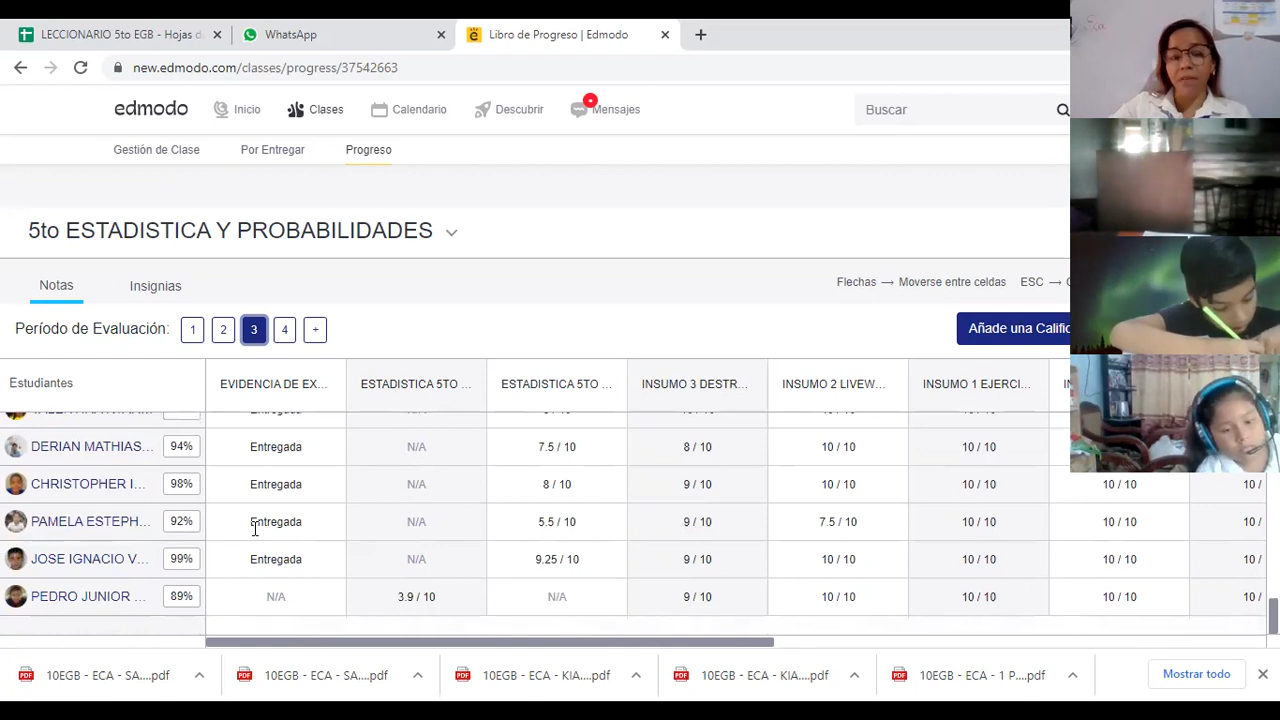 LECCIONARIO 5to EGB - Hojas d
WhatsApp
Libro de Progreso | Edmodo
new.edmodo.com/classes/progress/37542663
edmodo
Inicio
Clases
Calendario
Descubrir
Mensajes
Buscar
Gestión de Clase
Por Entregar
Progreso
5to ESTADISTICA Y PROBABILIDADES
Notas
Insignias
Flechas → Moverse entre celdas ESC →
Período de Evaluación: 1 2 3 4 +
Añade una Calific
Estudiantes EVIDENCIA DE EX... ESTADISTICA 5TO ... ESTADISTICA 5TO ... INSUMO 3 DESTR... INSUMO 2 LIVEW... INSUMO 1 EJERCI...
DERIAN MATHIAS... 94% Entregada N/A 7.5 / 10 8 / 10 10 / 10 10 / 10 10 / 10 10 /
CHRISTOPHER I... 98% Entregada N/A 8 / 10 9 / 10 10 / 10 10 / 10 10 / 10 10 /
PAMELA ESTEPH... 92% Entregada N/A 5.5 / 10 9 / 10 7.5 / 10 10 / 10 10 / 10 10 /
JOSE IGNACIO V... 99% Entregada N/A 9.25 / 10 9 / 10 10 / 10 10 / 10 10 / 10 10 /
PEDRO JUNIOR ... 89% N/A 3.9 / 10 N/A 9 / 10 10 / 10 10 / 10 10 / 10 10 /
10EGB - ECA - SA....pdf
10EGB - ECA - SA....pdf
10EGB - ECA - KIA....pdf
10EGB - ECA - KIA....pdf
10EGB - ECA - 1 P....pdf
Mostrar todo